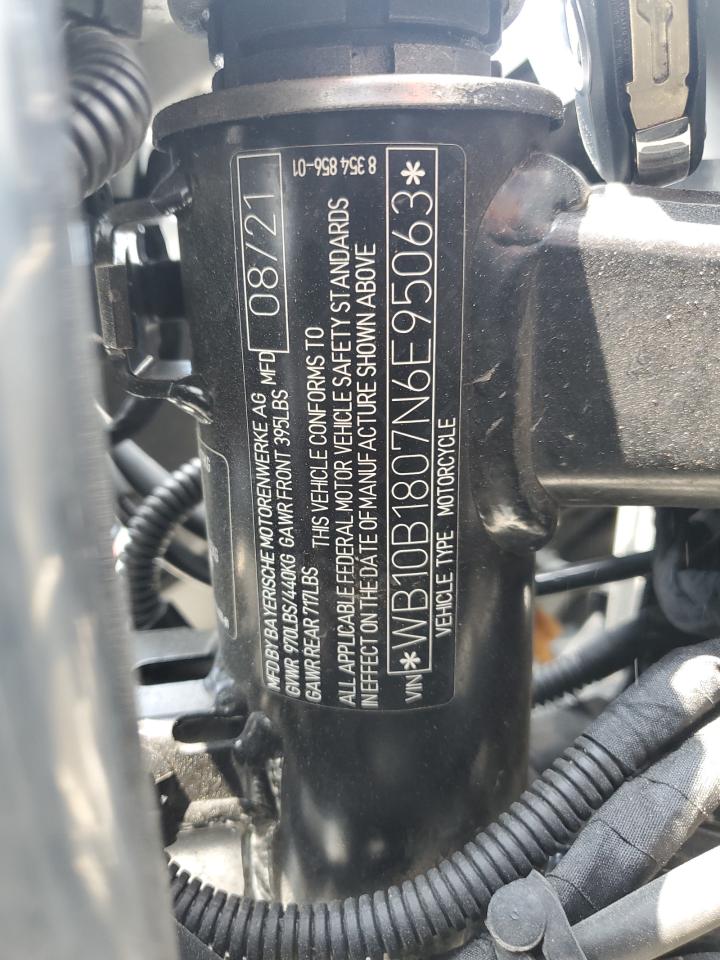 8 354 856-01
MFD BY BAYERISCHE MOTORENWERKE AG
GVWR 970LBS/440KG GAWR FRONT 395LBS MFD 08/21
GAWR REAR 717LBS
THIS VEHICLE CONFORMS TO
ALL APPLICABLE FEDERAL MOTOR VEHICLE SAFETY STANDARDS
IN EFFECT ON THE DATE OF MANUFACTURE SHOWN ABOVE
VIN *WB10B1807N6E95063*
VEHICLE TYPE MOTORCYCLE